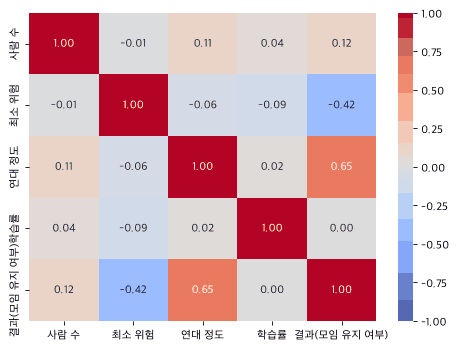 사람 수 1.00 -0.01 0.11 0.04 0.12
최소 위험 -0.01 1.00 -0.06 -0.09 -0.42
연대 정도 0.11 -0.06 1.00 0.02 0.65
학습률 0.04 -0.09 0.02 1.00 0.00
결과(모임 유지 여부) 0.12 -0.42 0.65 0.00 1.00
사람 수 최소 위험 연대 정도 학습률 결과(모임 유지 여부)
1.00
0.75
0.50
0.25
0.00
-0.25
-0.50
-0.75
-1.00